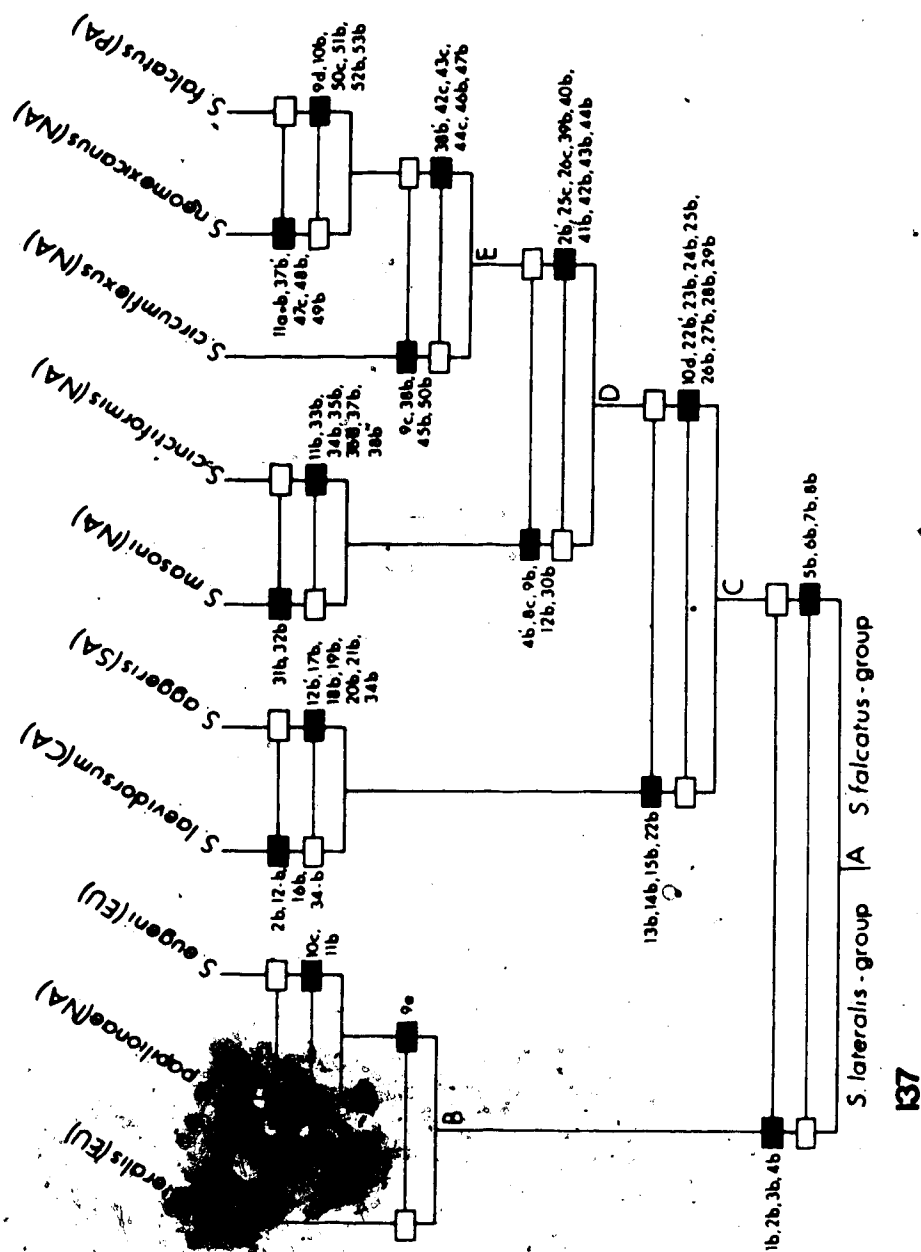 S. falcatus (PA)
S. neomexicanus (NA)
S. circumflexus (NA)
S. cinctiformis (NA)
S. masoni (NA)
S. aggeris (SA)
S. laevidorsum (CA)
S. eugeni (EU)
papilionae (NA)
(EU)
9d, 10b,
50c, 51b,
52b, 53b
11a-b, 37b',
47c, 48b,
49b
38b', 42c, 43c,
44c, 46b, 47b
9c, 38b,
45b, 50b
E
2b', 25c, 26c, 39b, 40b,
41b, 42b, 43b, 44b
11b, 33b,
34b, 35b,
37b,
38b"
31b, 32b
4b', 8c, 9b,
12b, 30b
D
10d, 22b', 23b, 24b, 25b,
26b, 27b, 28b, 29b
12b', 17b,
18b, 19b,
20b, 21b,
34b
2b, 12-b,
16b,
34-b
13b, 14b, 15b, 22b
C
5b, 6b, 7b, 8b
10c,
11b
9e
B
1b, 2b, 3b, 4b
S. lateralis - group
A
S falcatus - group
137